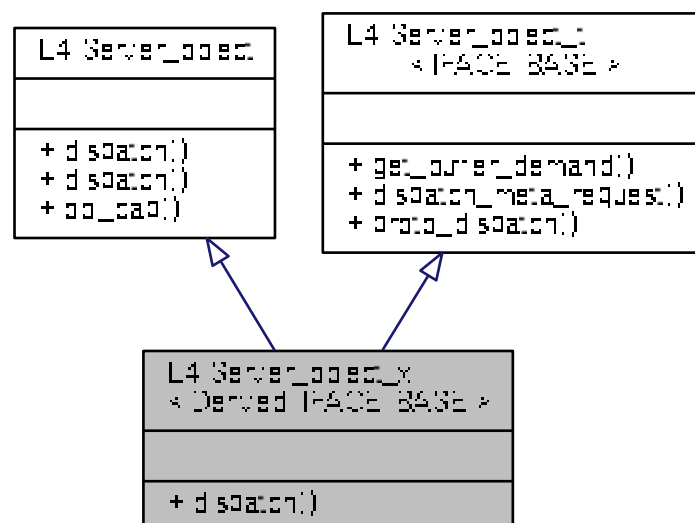 L4 Server_object
+ dispatch()
+ dispatch()
+ obj_cap()
L4 Server_object_t
< IFACE BASE >
+ get_buffer_demand()
+ dispatch_meta_request()
+ proto_dispatch()
L4 Server_object_x
< Derived IFACE BASE >
+ dispatch()